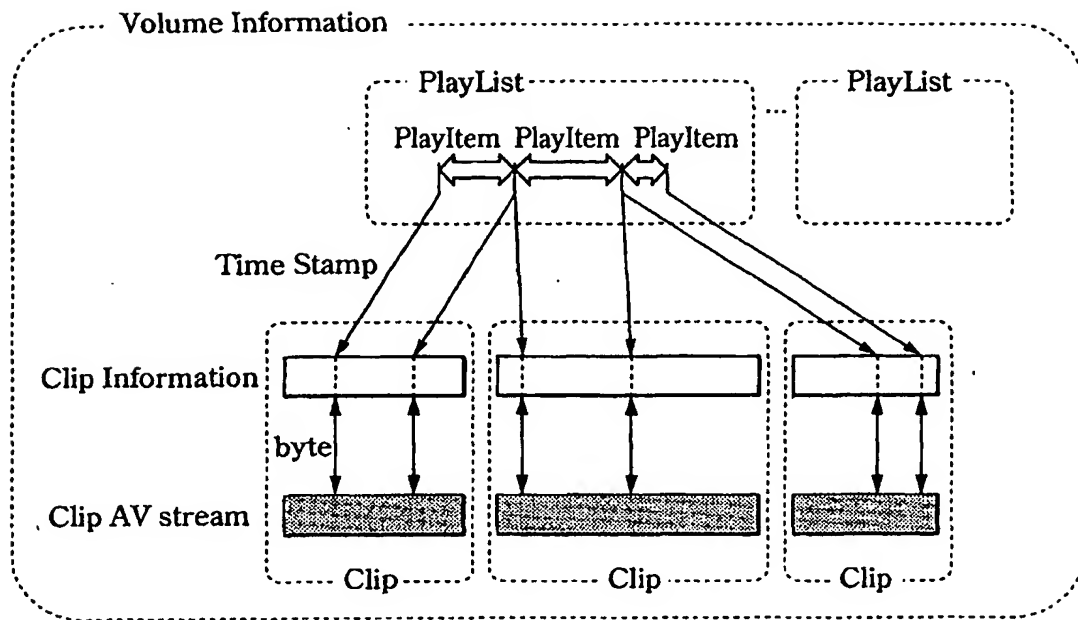 Volume Information
PlayList
...
PlayList
PlayItem PlayItem PlayItem
Time Stamp
Clip Information
byte
Clip AV stream
Clip
Clip
Clip